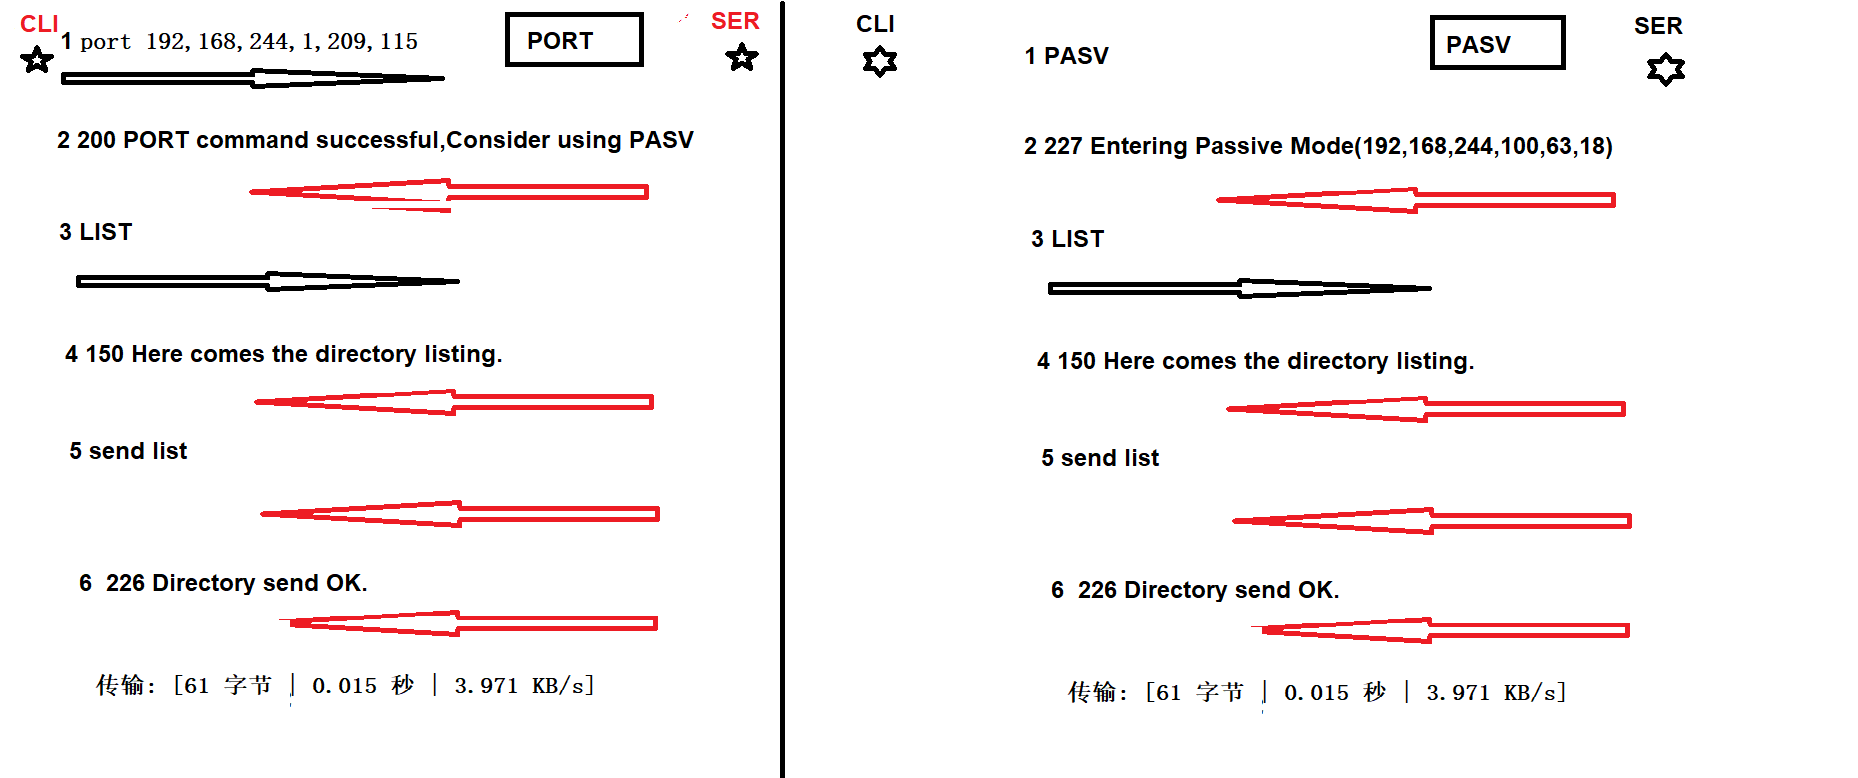 CLI
1 port 192,168,244,1,209,115
PORT
SER
2 200 PORT command successful,Consider using PASV
3 LIST
4 150 Here comes the directory listing.
5 send list
6 226 Directory send OK.
传输: [61 字节 | 0.015 秒 | 3.971 KB/s]
CLI
1 PASV
PASV
SER
2 227 Entering Passive Mode(192,168,244,100,63,18)
3 LIST
4 150 Here comes the directory listing.
5 send list
6 226 Directory send OK.
传输: [61 字节 | 0.015 秒 | 3.971 KB/s]